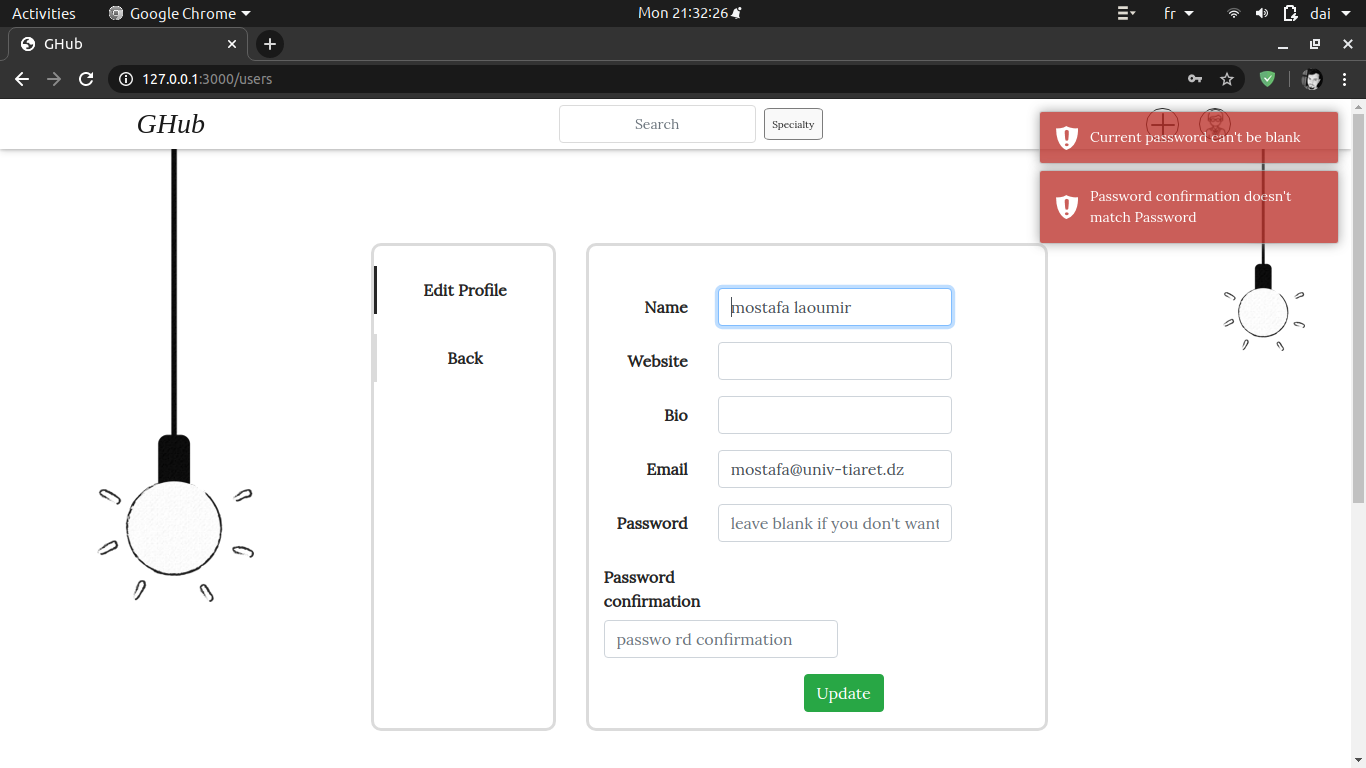 Activities Google Chrome Mon 21:32:26 fr dai
GHub
127.0.0.1:3000/users
GHub Search Specialty
Current password can't be blank
Password confirmation doesn't
match Password
Edit Profile
Back
Name mostafa laoumir
Website
Bio
Email mostafa@univ-tiaret.dz
Password leave blank if you don't want
Password
confirmation
passwo rd confirmation
Update